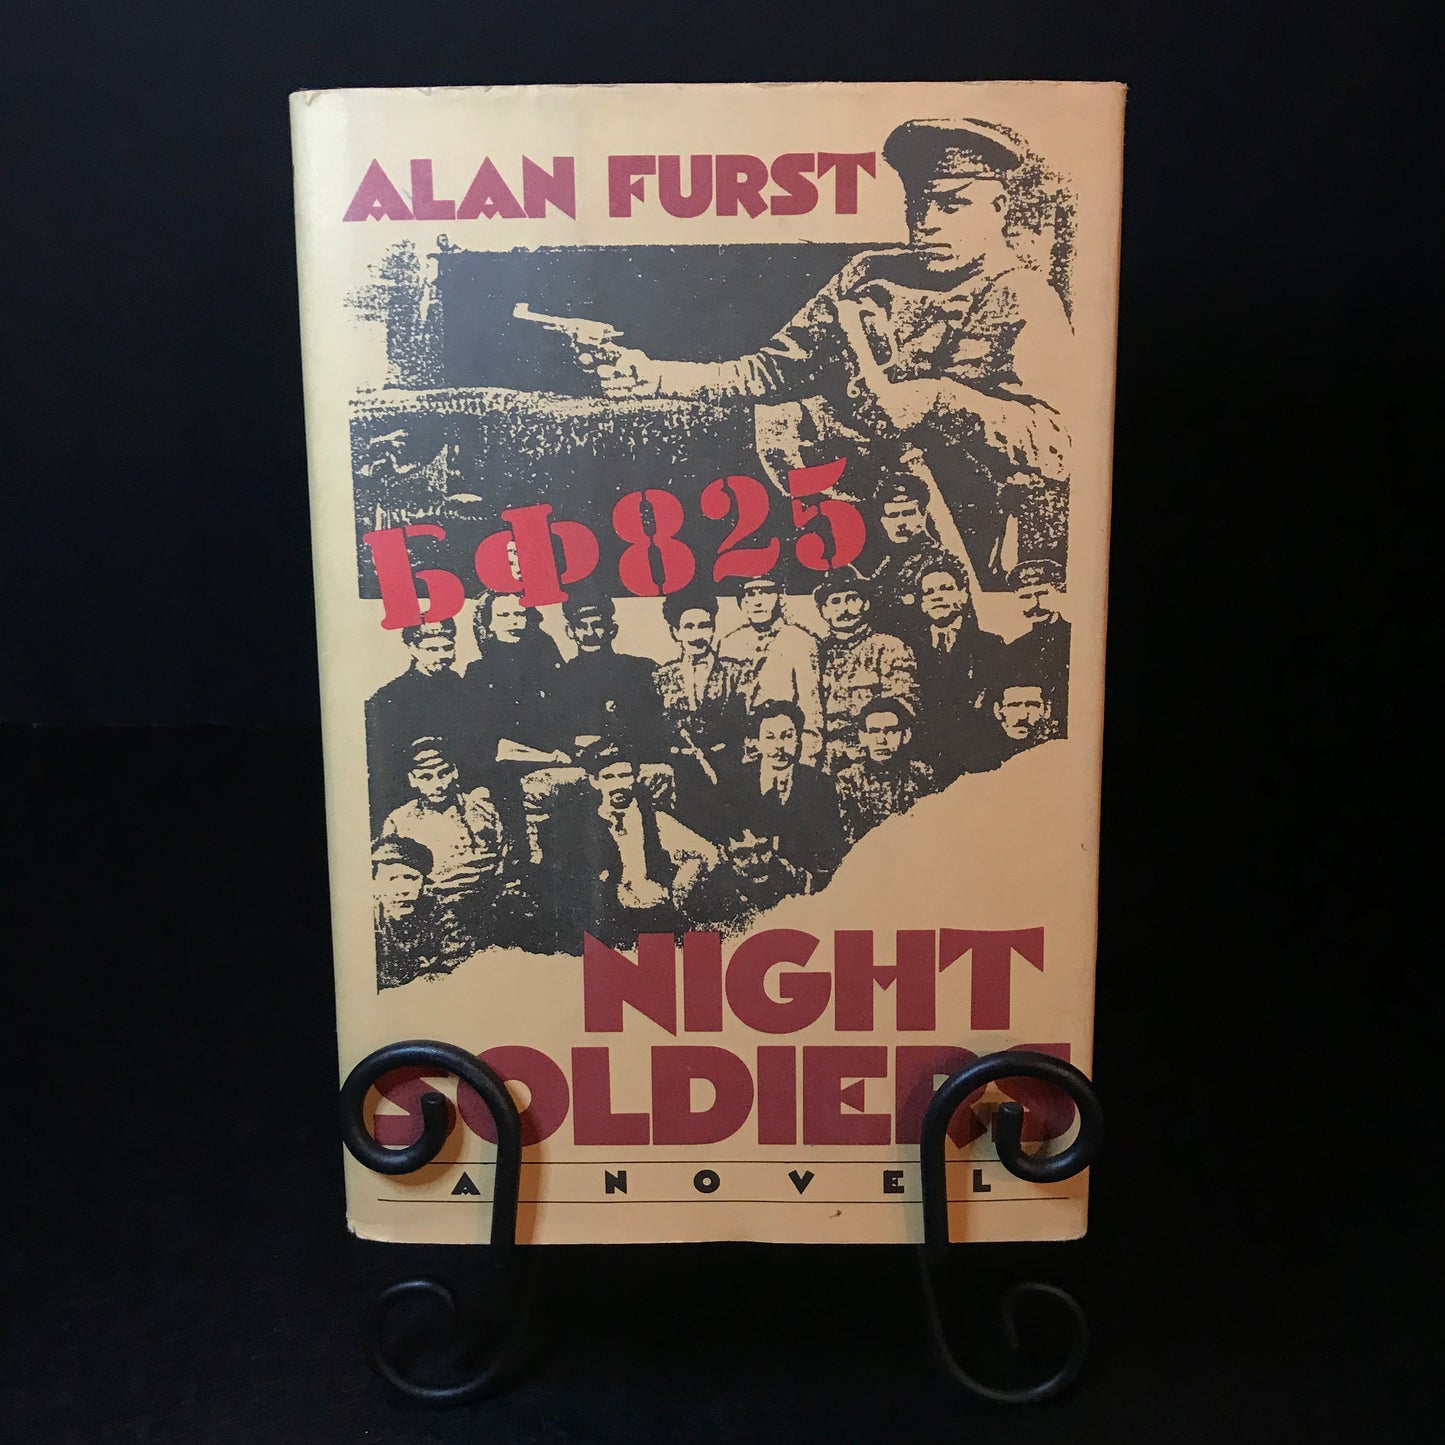 ALAN FURST
БФ825
NIGHT
SOLDIERS
A NOVEL